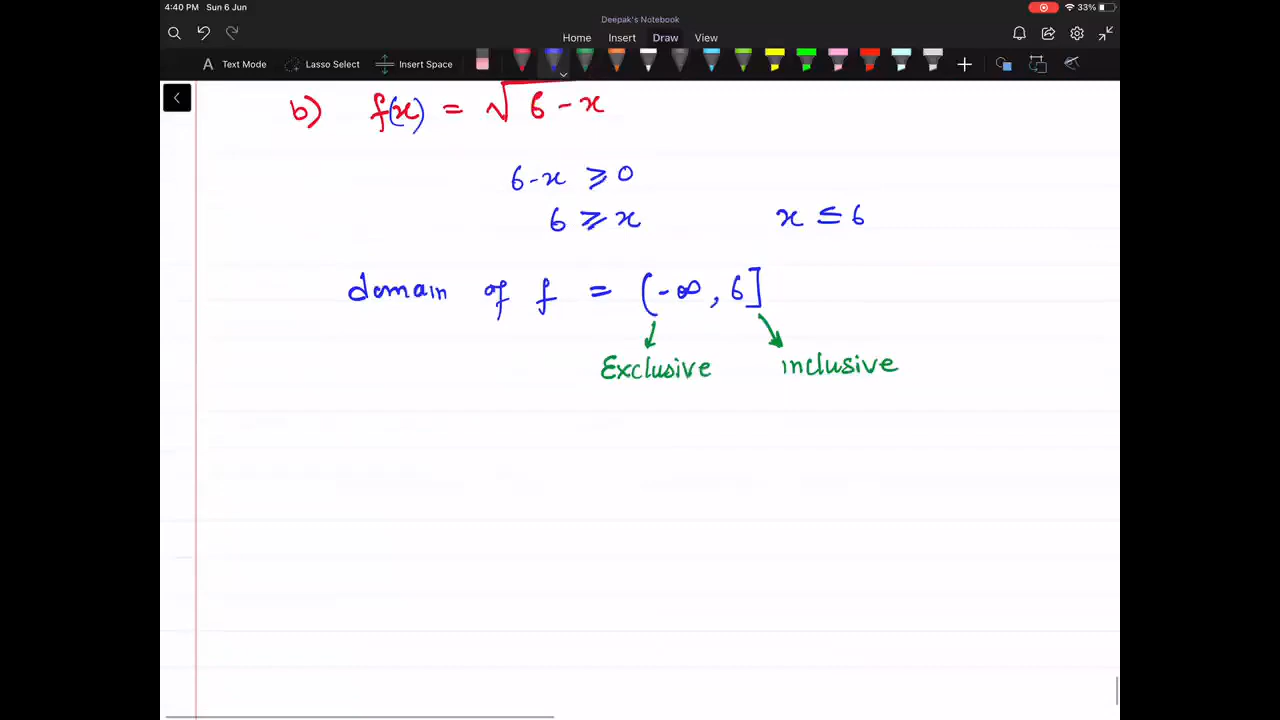 4:40 PM Sun 6 Jun 33%
Deepak's Notebook
Home Insert Draw View
A Text Mode Lasso Select Insert Space
b) f(x) = √6-x
6-x ⩾ 0
6 ⩾ x x ≤ 6
domain of f = (-∞, 6]
Exclusive Inclusive